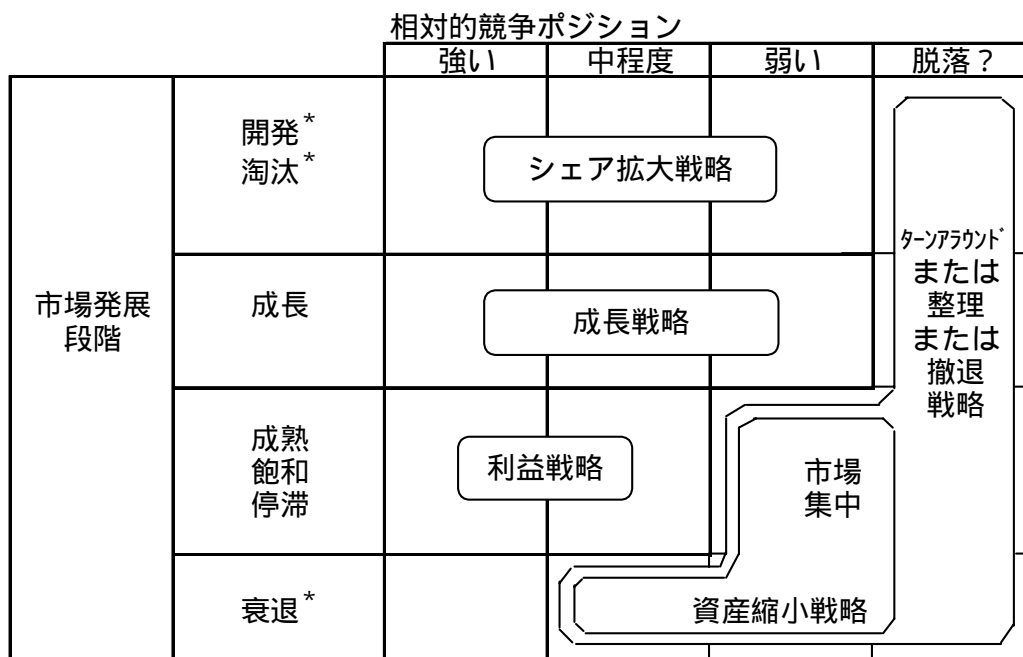 相対的競争ポジション
強い 中程度 弱い 脱落?
市場発展
段階
開発*
淘汰*
シェア拡大戦略
成長
成長戦略
成熟
飽和
停滞
利益戦略
衰退*
市場
集中
資産縮小戦略
ﾀｰﾝｱﾗｳﾝﾄﾞ
または
整理
または
撤退
戦略